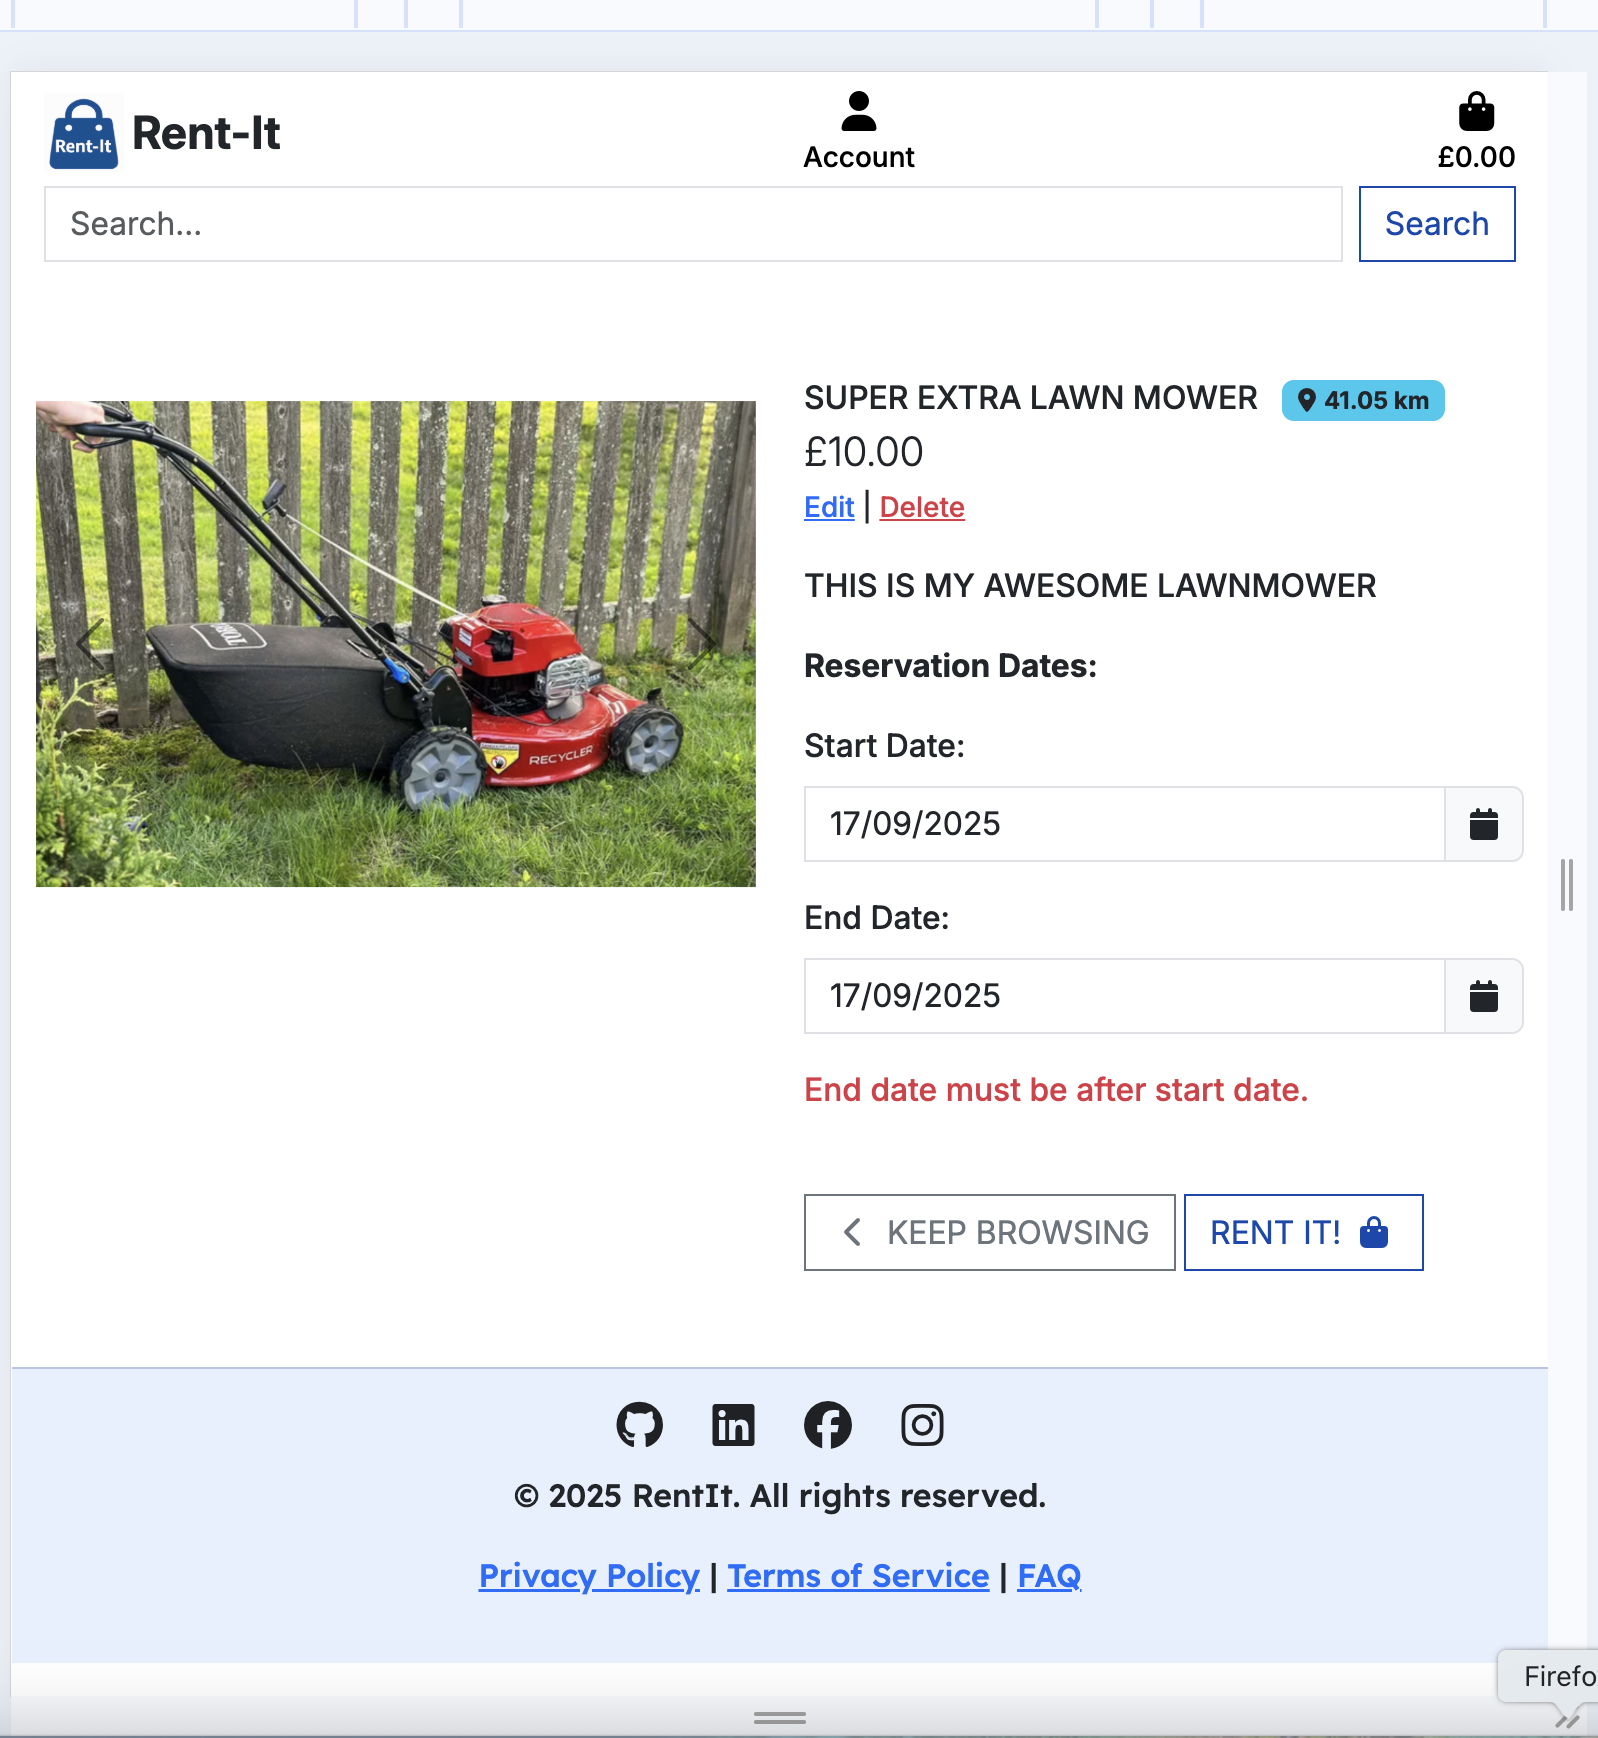 Rent-It
Rent-It
Account
£0.00
Search...
Search
SUPER EXTRA LAWN MOWER
41.05 km
£10.00
Edit | Delete
THIS IS MY AWESOME LAWNMOWER
Reservation Dates:
Start Date:
17/09/2025
End Date:
17/09/2025
End date must be after start date.
TORO
RECYCLER
KEEP BROWSING
RENT IT!
© 2025 RentIt. All rights reserved.
Privacy Policy | Terms of Service | FAQ
Firefo